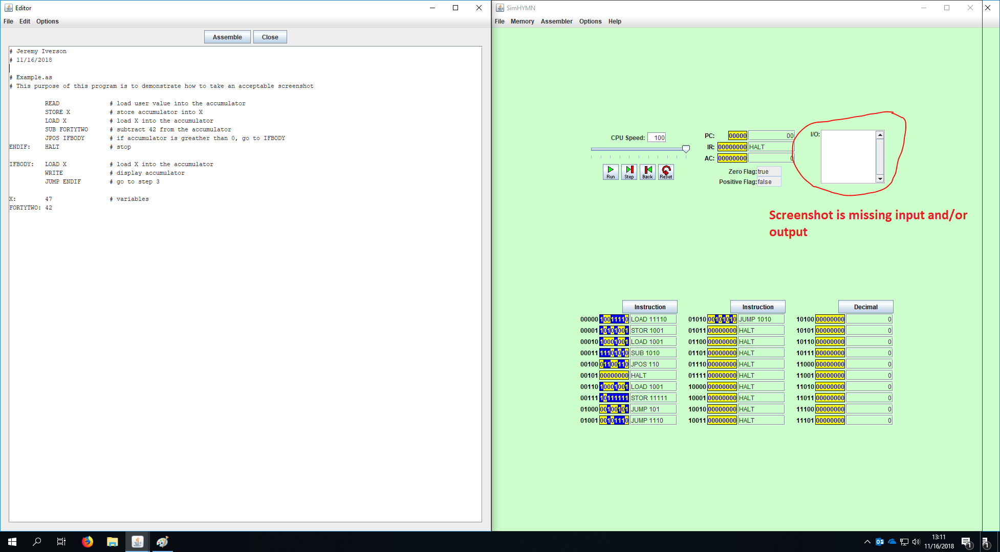 Editor
File Edit Options
Assemble Close
# Jeremy Iverson
# 11/16/2018
# Example.as
# This purpose of this program is to demonstrate how to take an acceptable screenshot
READ # load user value into the accumulator
STORE X # store accumulator into X
LOAD X # load X into the accumulator
SUB FORTYTWO # subtract 42 from the accumulator
JPOS IFBODY # if accumulator is greather than 0, go to IFBODY
ENDIF: HALT # stop
IFBODY: LOAD X # load X into the accumulator
WRITE # display accumulator
JUMP ENDIF # go to step 3
X: 47 # variables
FORTYTWO: 42
SimHYMN
File Memory Assembler Options Help
CPU Speed: 100
Run Step Back Reset
PC: 00000 00
IR: 00000000 HALT
AC: 00000000 0
Zero Flag: true
Positive Flag: false
I/O:
Screenshot is missing input and/or
output
Instruction Instruction Decimal
00000 10011110 LOAD 11110 01010 00101010 JUMP 1010 10100 00000000 0
00001 10101001 STOR 1001 01011 00000000 HALT 10101 00000000 0
00010 10001001 LOAD 1001 01100 00000000 HALT 10110 00000000 0
00011 11101010 SUB 1010 01101 00000000 HALT 10111 00000000 0
00100 01100110 JPOS 110 01110 00000000 HALT 11000 00000000 0
00101 00000000 HALT 01111 00000000 HALT 11001 00000000 0
00110 10001001 LOAD 1001 10000 00000000 HALT 11010 00000000 0
00111 10111111 STOR 11111 10001 00000000 HALT 11011 00000000 0
01000 00100101 JUMP 101 10010 00000000 HALT 11100 00000000 0
01001 00101110 JUMP 1110 10011 00000000 HALT 11101 00000000 0
13:11
11/16/2018
1
1